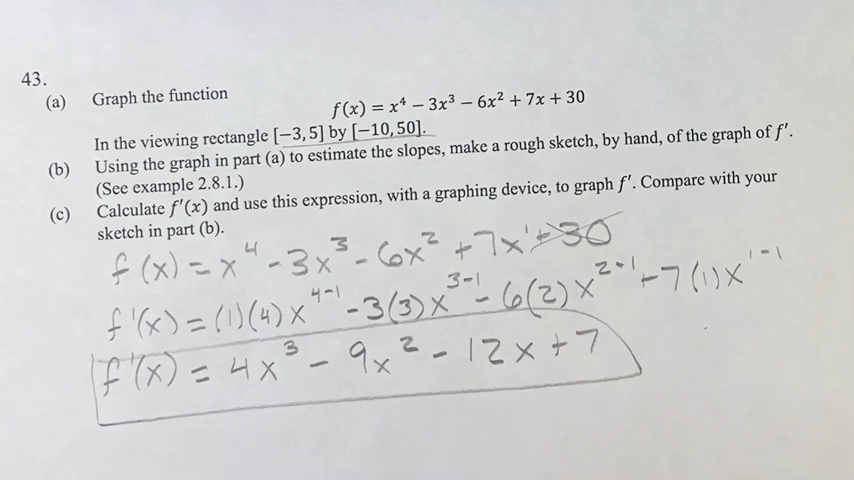 43.
(a) Graph the function
f(x) = x⁴ − 3x³ − 6x² + 7x + 30
In the viewing rectangle [−3, 5] by [−10, 50].
(b) Using the graph in part (a) to estimate the slopes, make a rough sketch, by hand, of the graph of f′.
(See example 2.8.1.)
(c) Calculate f′(x) and use this expression, with a graphing device, to graph f′. Compare with your
sketch in part (b).
f(x) = x⁴ - 3x³ - 6x² + 7x¹ + 30
f'(x) = (1)(4)x⁴⁻¹ - 3(3)x³⁻¹ - 6(2)x²⁻¹ + 7(1)x¹⁻¹
f'(x) = 4x³ - 9x² - 12x + 7